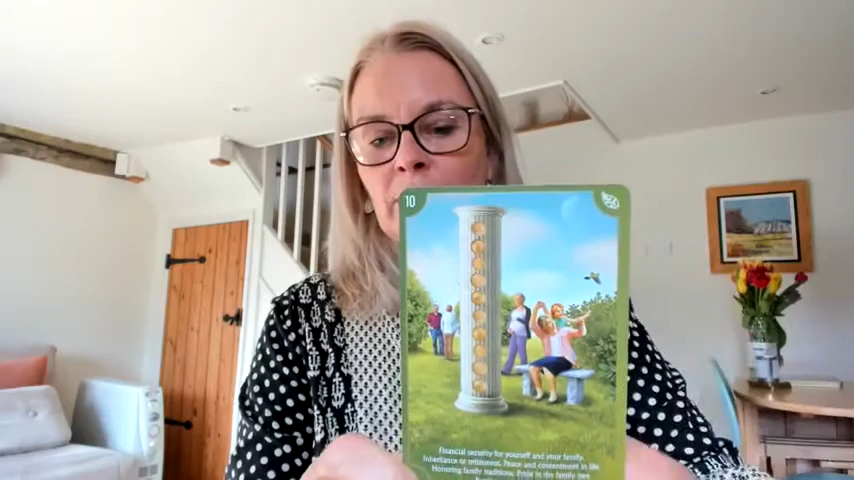 10
Financial security for yourself and your family.
Inheritance or retirement. Peace and contentment in life.
Honoring family traditions. Pride in the family tree.